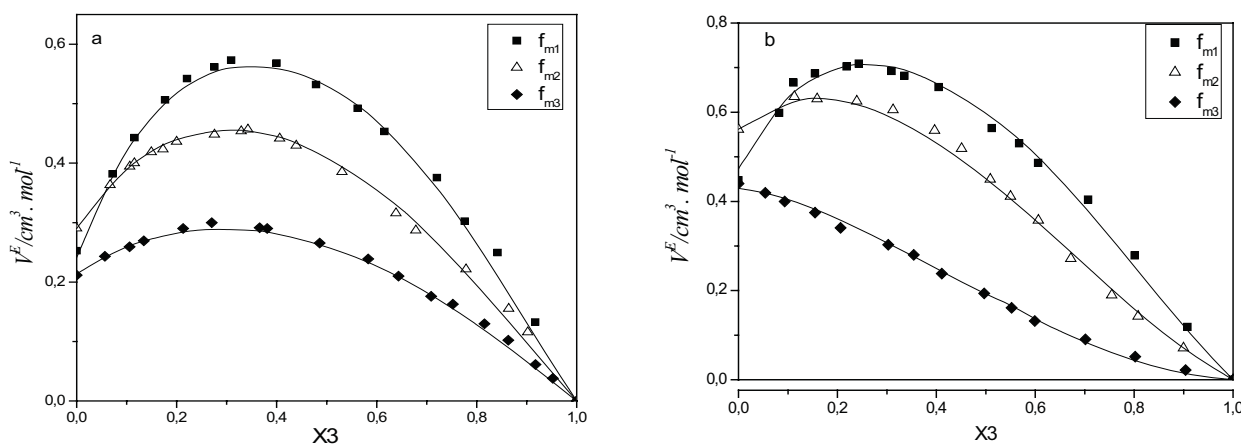 a
f_m1
f_m2
f_m3
0,6
0,4
0,2
0,0
V^E/cm^3. mol^-1
0,0 0,2 0,4 0,6 0,8 1,0
X3
b
f_m1
f_m2
f_m3
0,8
0,6
0,4
0,2
0,0
V^E/cm^3. mol^-1
0,0 0,2 0,4 0,6 0,8 1,0
X3